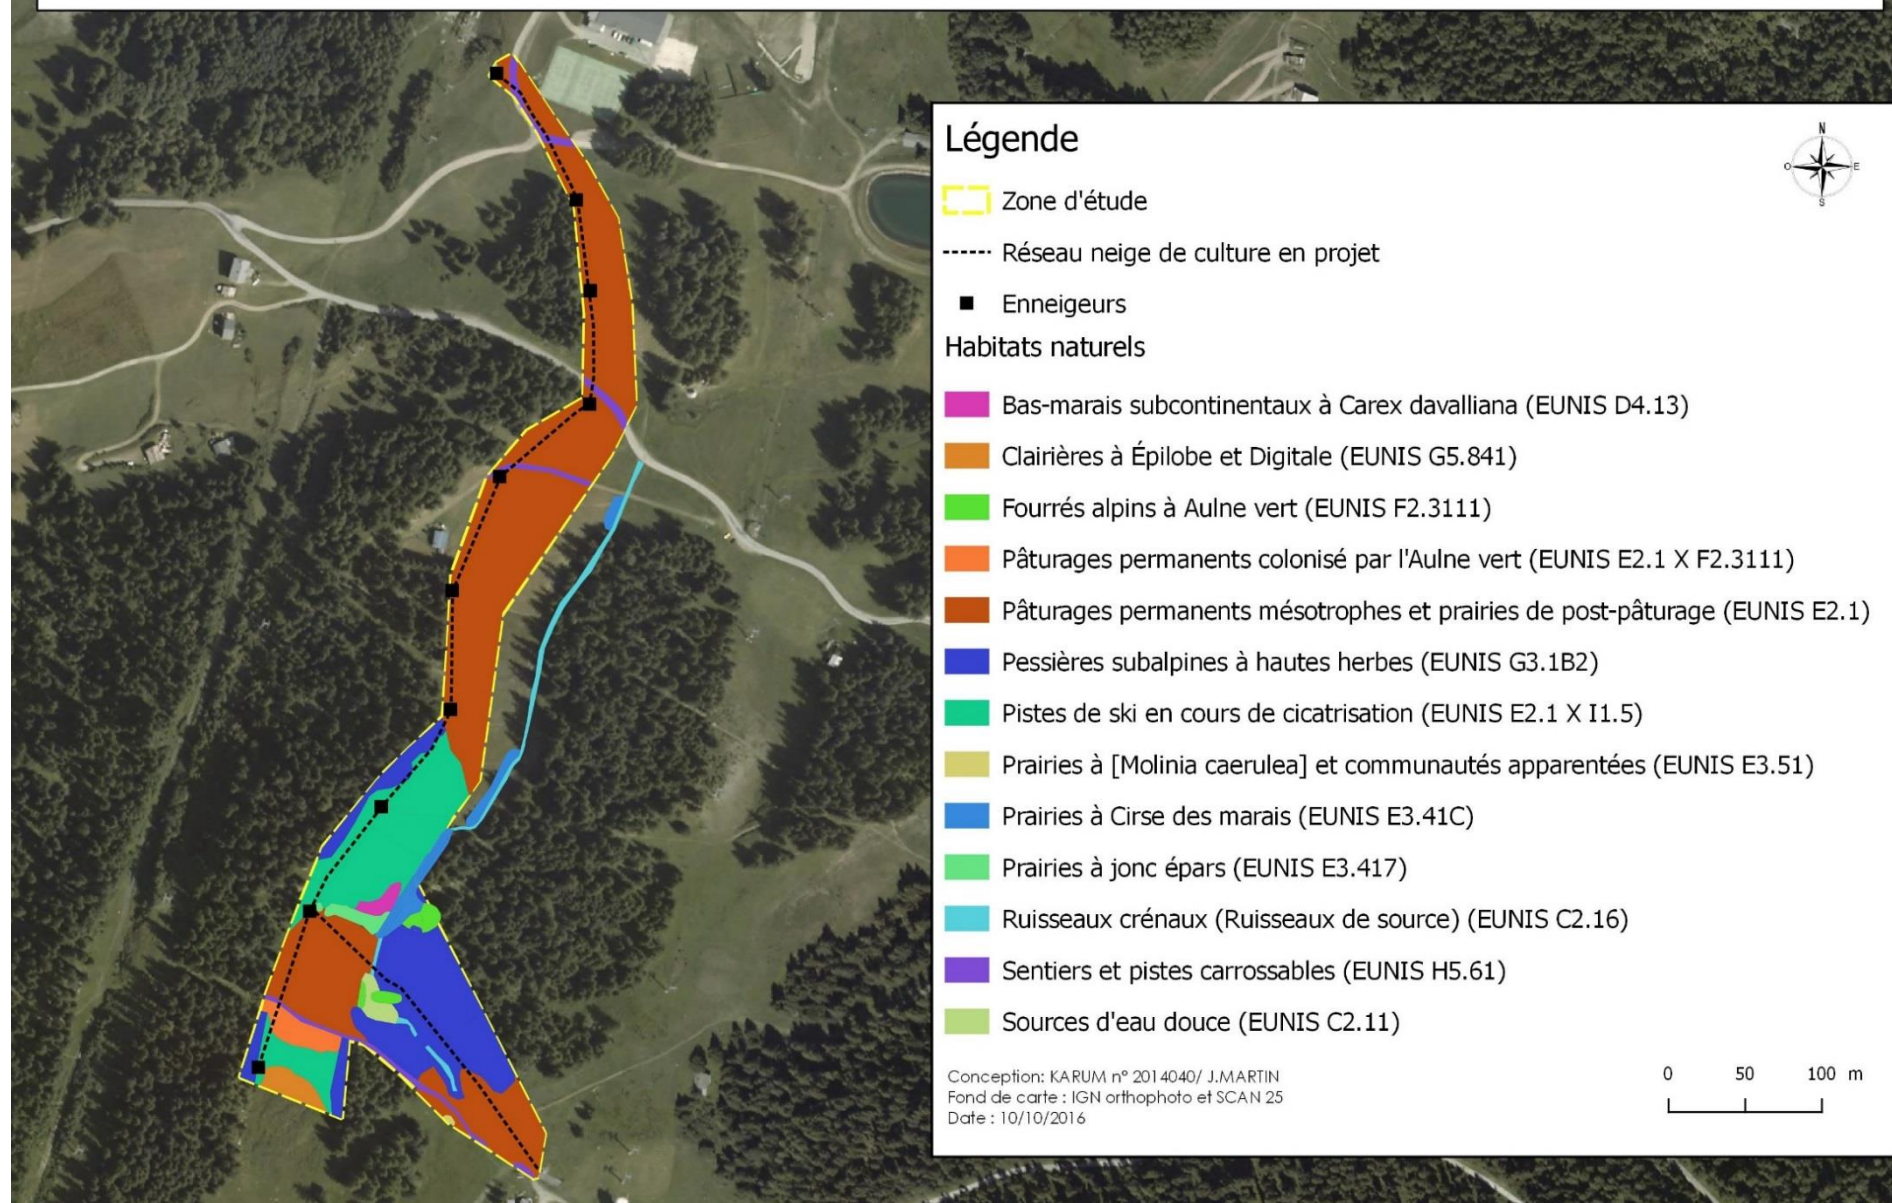 Légende
N
O
E
S
Zone d'étude
Réseau neige de culture en projet
Enneigeurs
Habitats naturels
Bas-marais subcontinentaux à Carex davalliana (EUNIS D4.13)
Clairières à Épilobe et Digitale (EUNIS G5.841)
Fourrés alpins à Aulne vert (EUNIS F2.3111)
Pâturages permanents colonisé par l'Aulne vert (EUNIS E2.1 X F2.3111)
Pâturages permanents mésotrophes et prairies de post-pâturage (EUNIS E2.1)
Pessières subalpines à hautes herbes (EUNIS G3.1B2)
Pistes de ski en cours de cicatrisation (EUNIS E2.1 X I1.5)
Prairies à [Molinia caerulea] et communautés apparentées (EUNIS E3.51)
Prairies à Cirse des marais (EUNIS E3.41C)
Prairies à jonc épars (EUNIS E3.417)
Ruisseaux crénaux (Ruisseaux de source) (EUNIS C2.16)
Sentiers et pistes carrossables (EUNIS H5.61)
Sources d'eau douce (EUNIS C2.11)
Conception: KARUM n° 2014040/ J.MARTIN
Fond de carte : IGN orthophoto et SCAN 25
Date : 10/10/2016
0 50 100 m